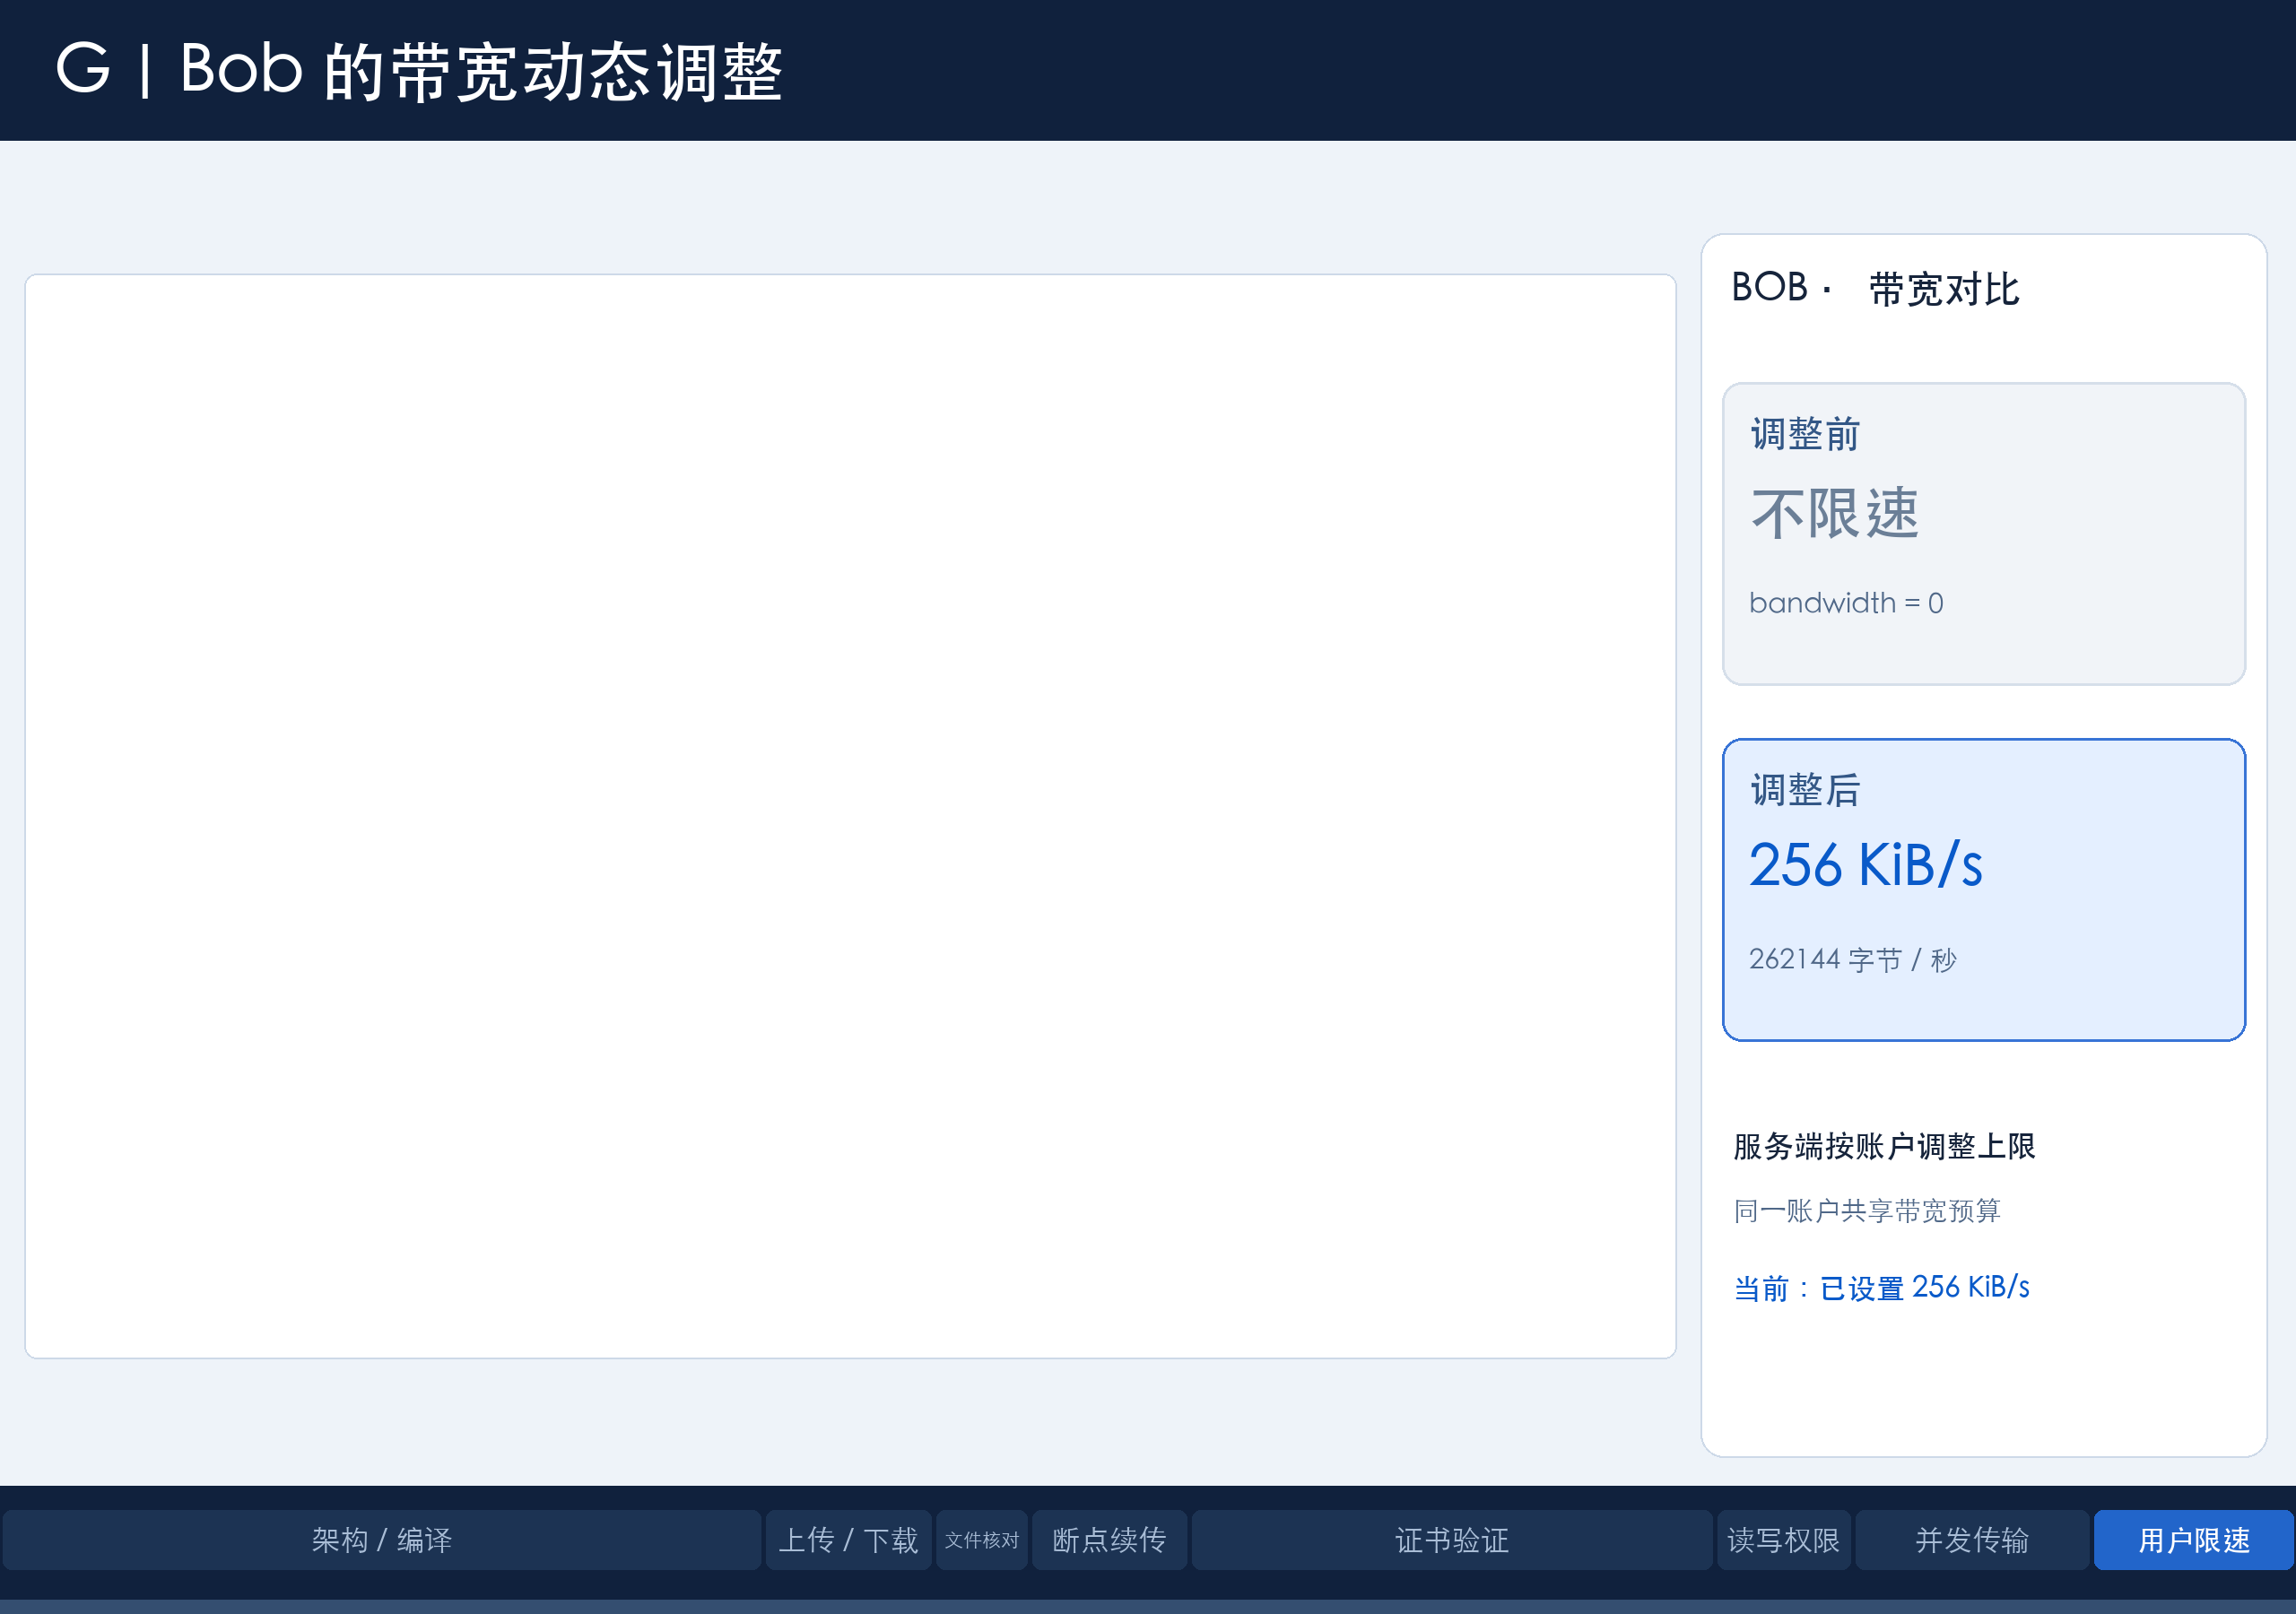 G | Bob 的带宽动态调整
BOB · 带宽对比
调整前
不限速
bandwidth = 0
调整后
256 KiB/s
262144 字节 / 秒
服务端按账户调整上限
同一账户共享带宽预算
当前：已设置 256 KiB/s
架构 / 编译
上传 / 下载
文件核对
断点续传
证书验证
读写权限
并发传输
用户限速